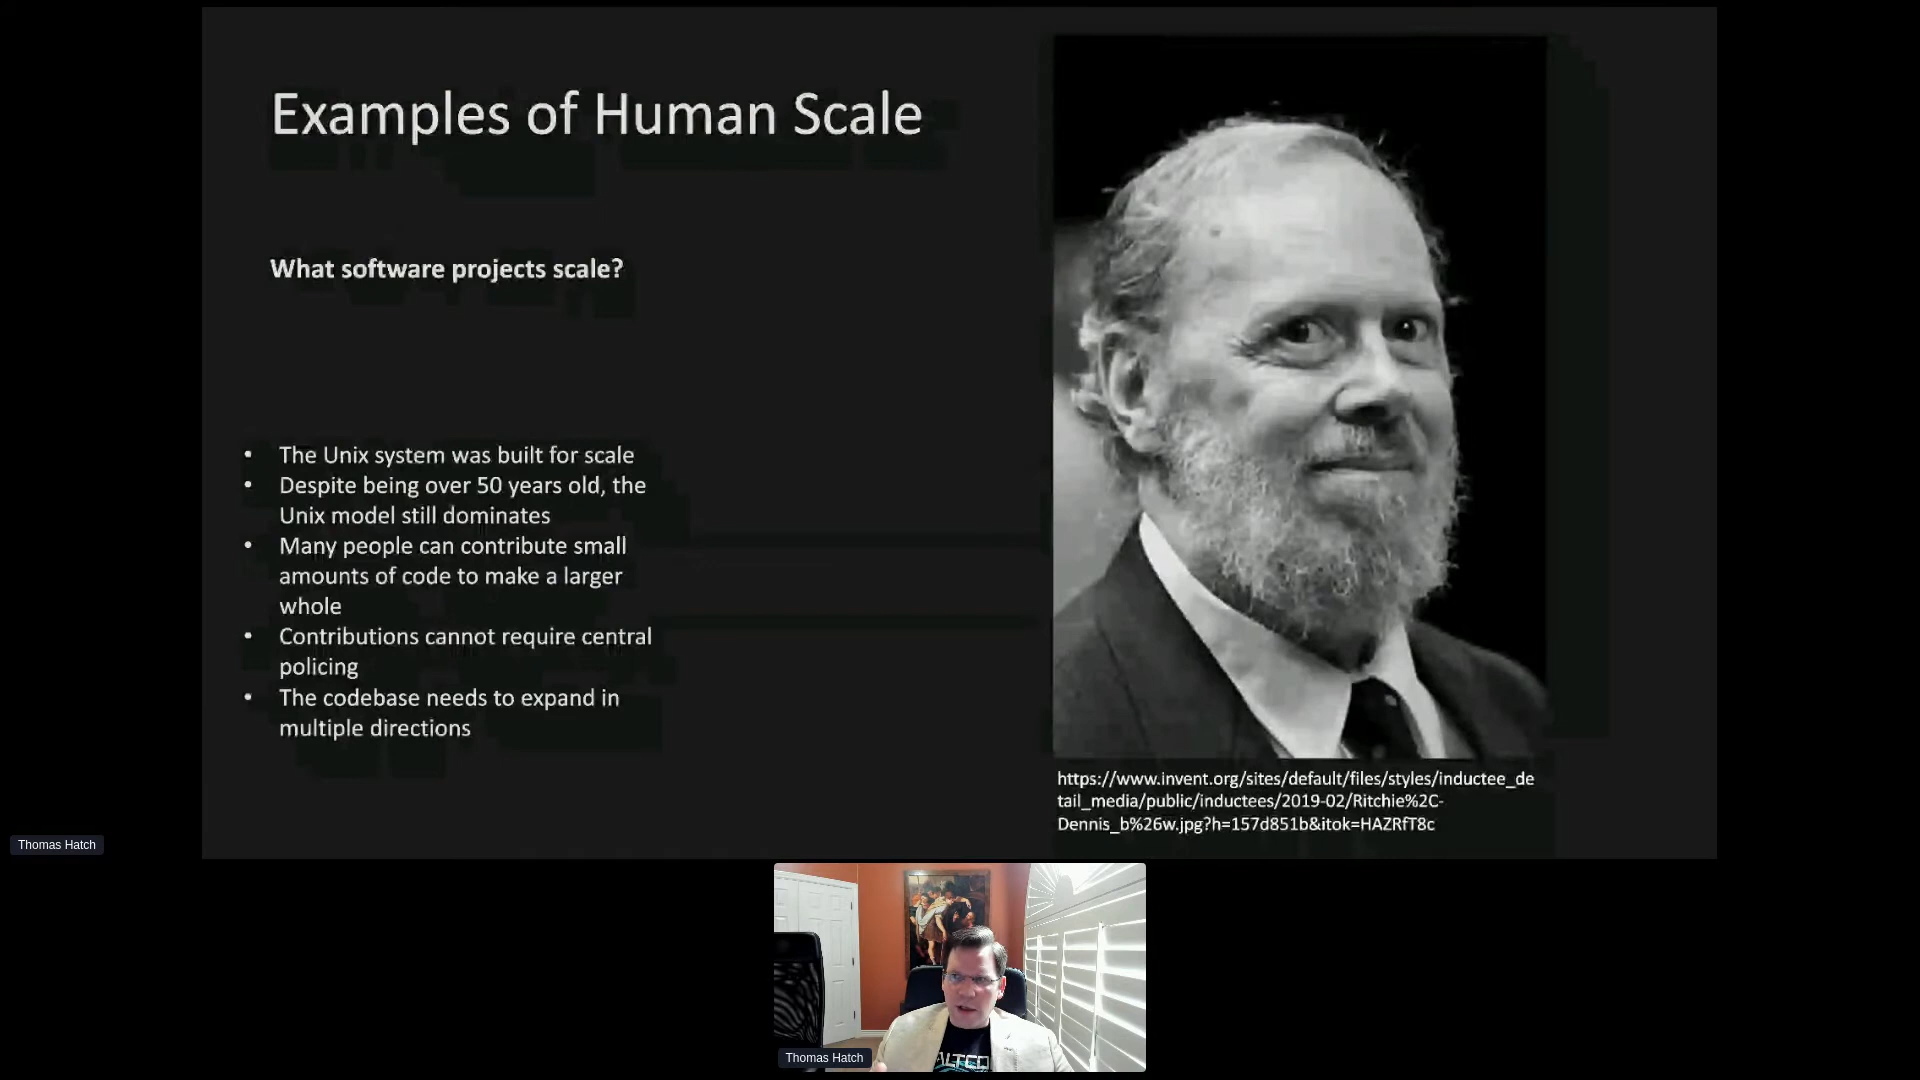 Examples of Human Scale
What software projects scale?
• The Unix system was built for scale
• Despite being over 50 years old, the
Unix model still dominates
• Many people can contribute small
amounts of code to make a larger
whole
• Contributions cannot require central
policing
• The codebase needs to expand in
multiple directions
https://www.invent.org/sites/default/files/styles/inductee_de
tail_media/public/inductees/2019-02/Ritchie%2C-
Dennis_b%26w.jpg?h=157d851b&itok=HAZRfT8c
Thomas Hatch
ALTCO
Thomas Hatch